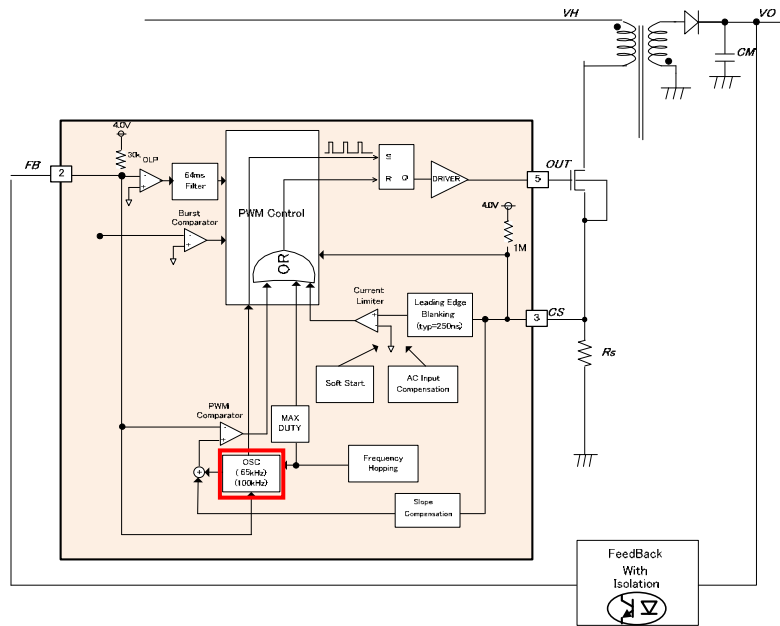 VH
VO
CM
4.0V
30k
OLP
FB
2
64ms
Filter
PWM Control
S
R
Q
DRIVER
OUT
5
Burst
Comparator
OR
4.0V
1M
Current
Limiter
Leading Edge
Blanking
(typ=250ns)
3
CS
Rs
Soft Start
AC Input
Compensation
PWM
Comparator
MAX
DUTY
OSC
(65kHz)
(100kHz)
Frequency
Hopping
Slope
Compensation
FeedBack
With
Isolation